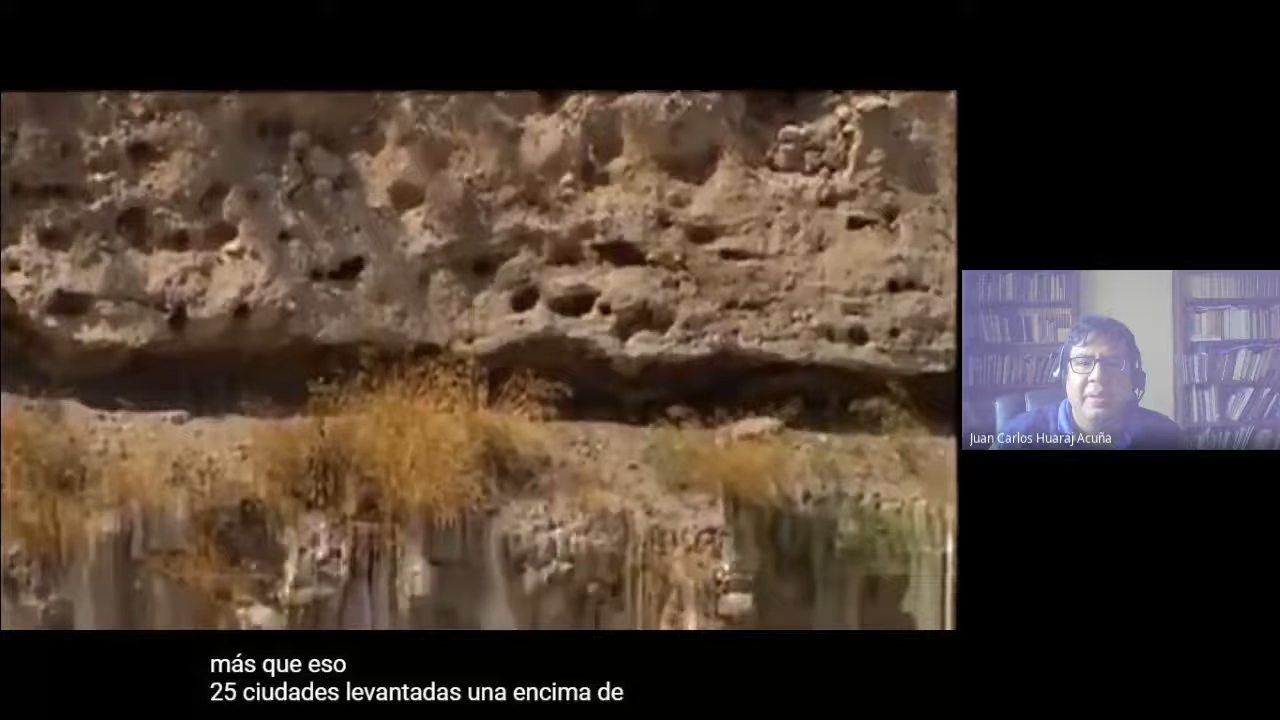 Juan Carlos Huaraj Acuña
más que eso
25 ciudades levantadas una encima de